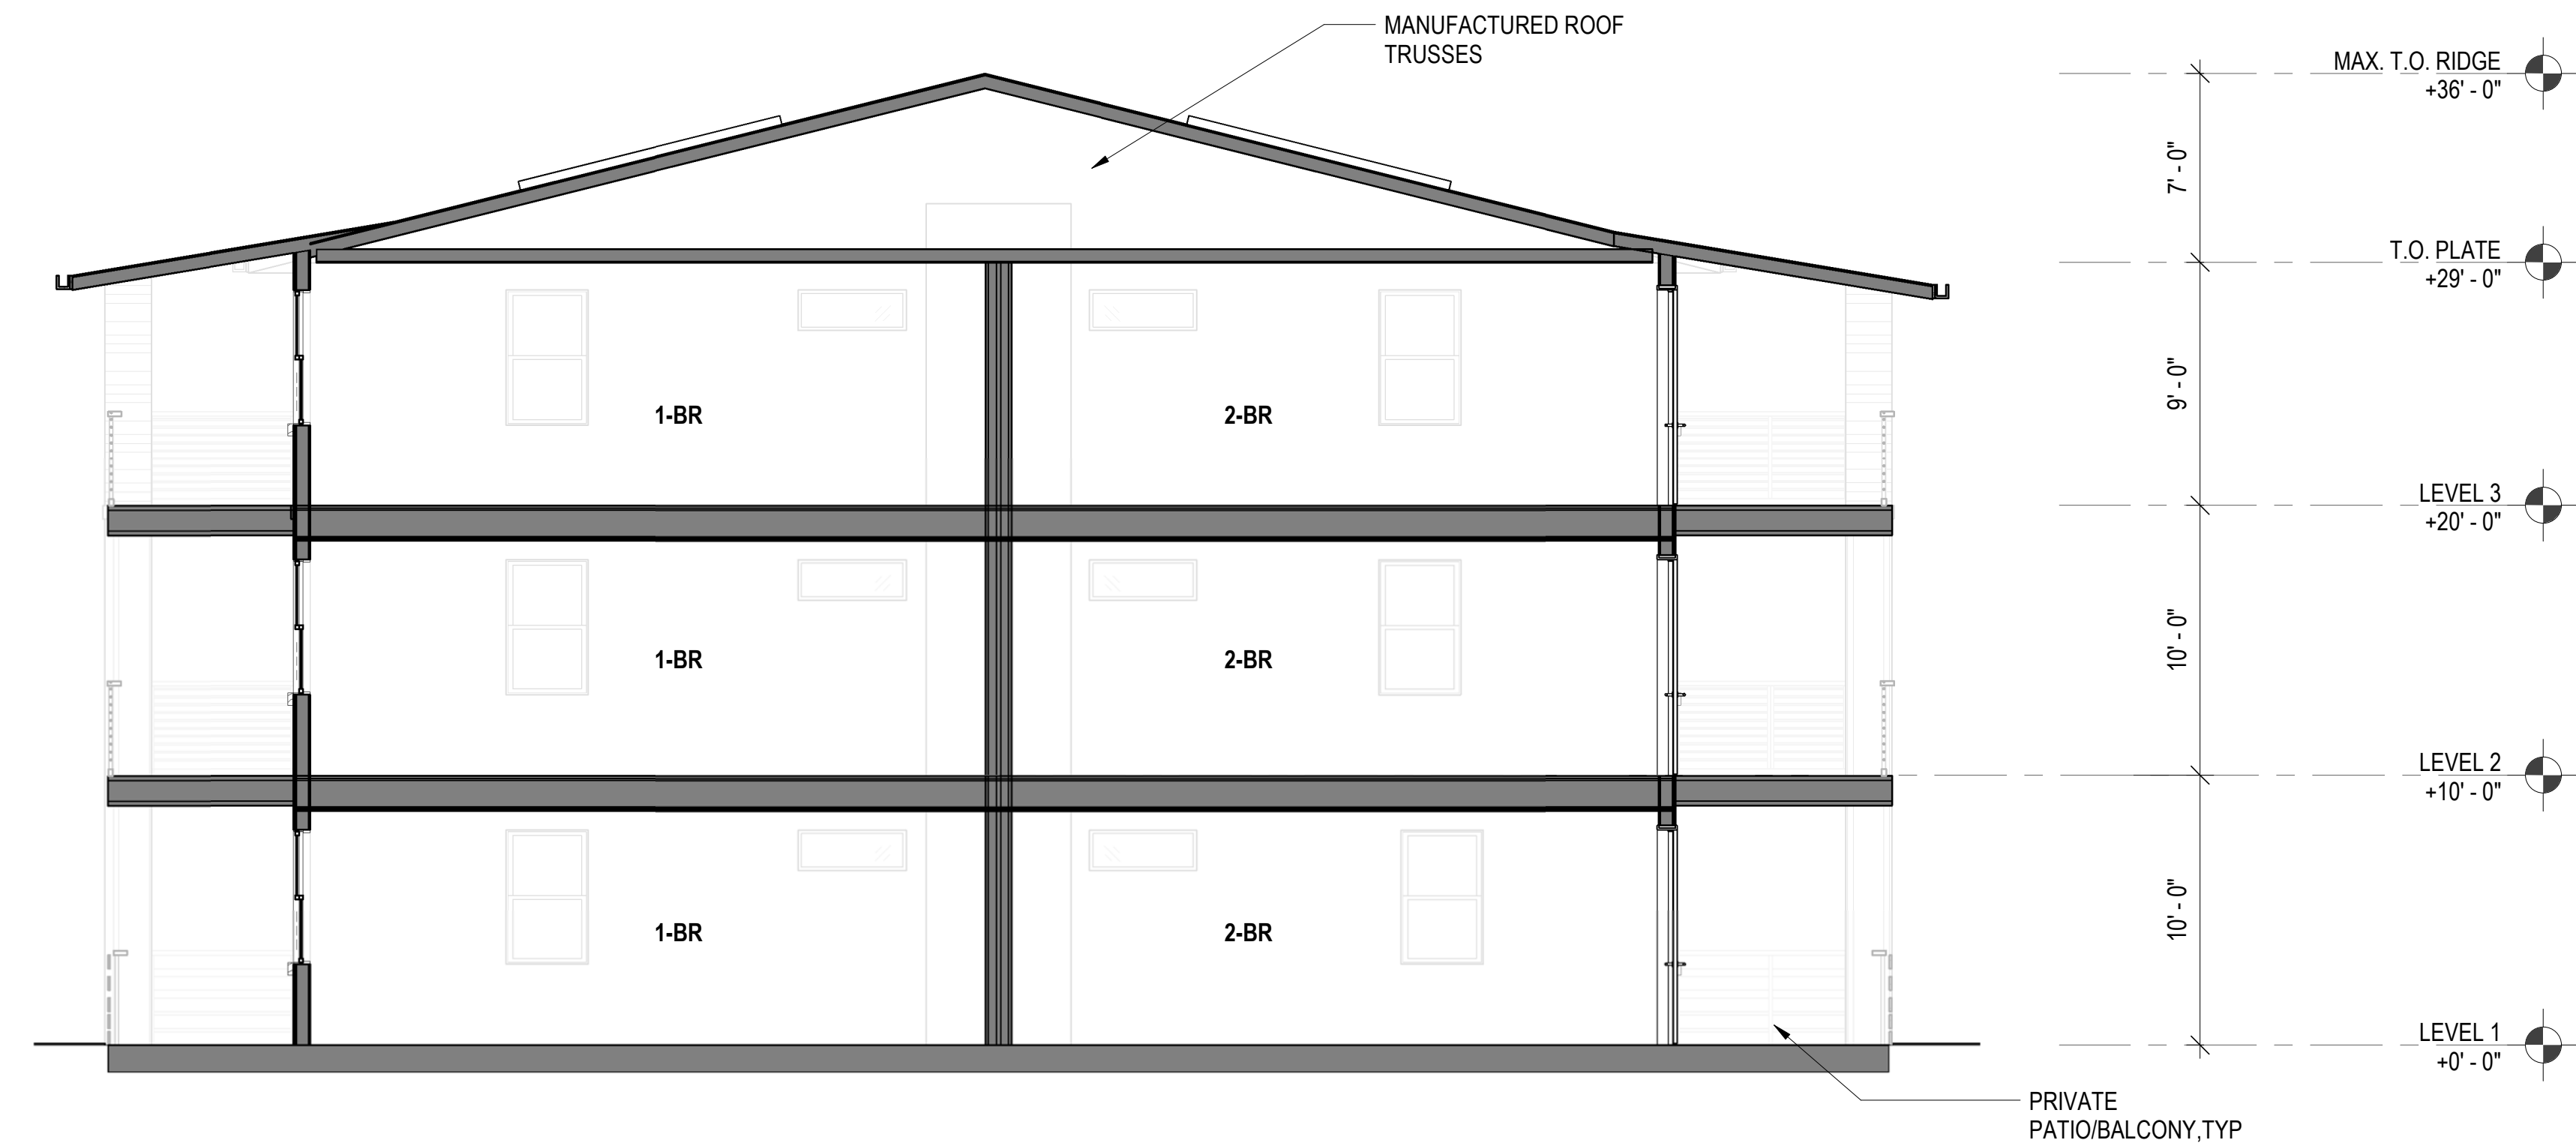 MANUFACTURED ROOF
TRUSSES
MAX. T.O. RIDGE
+36' - 0"
7' - 0"
T.O. PLATE
+29' - 0"
9' - 0"
1-BR
2-BR
LEVEL 3
+20' - 0"
10' - 0"
1-BR
2-BR
LEVEL 2
+10' - 0"
10' - 0"
1-BR
2-BR
LEVEL 1
+0' - 0"
PRIVATE
PATIO/BALCONY,TYP